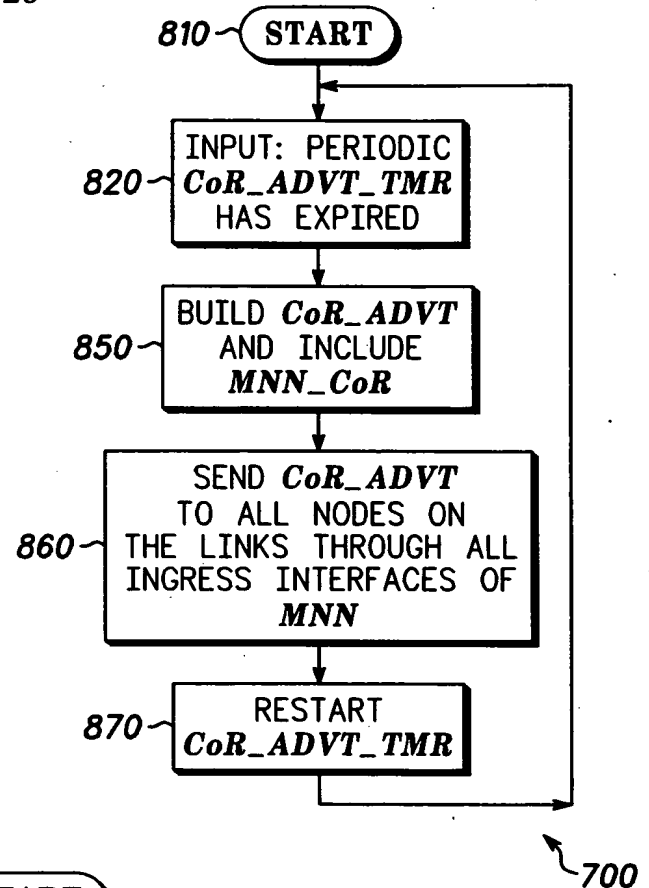 810 START
INPUT: PERIODIC
820 CoR_ADVT_TMR
HAS EXPIRED
BUILD CoR_ADVT
850 AND INCLUDE
MNN_CoR
SEND CoR_ADVT
TO ALL NODES ON
860 THE LINKS THROUGH ALL
INGRESS INTERFACES OF
MNN
RESTART
870 CoR_ADVT_TMR
700